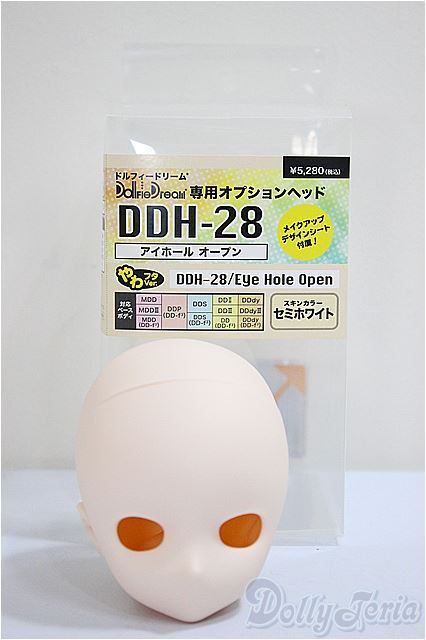 ドルフィードリーム®
DollfieDream® 専用オプションヘッド
¥5,280(税込)
DDH-28
アイホール オープン
メイクアップ
デザインシート
付属!
やわ フタ Ver.
DDH-28/Eye Hole Open
対応
ベース
ボディ
MDD
MDDⅡ
MDD
(DD-f³)
DDP
(DD-f³)
DDS
DDS
(DD-f³)
DDⅡ
DDⅢ
DD
(DD-f³)
DDdy
DDdyⅡ
DDdy
(DD-f³)
スキンカラー
セミホワイト
DollyTeria